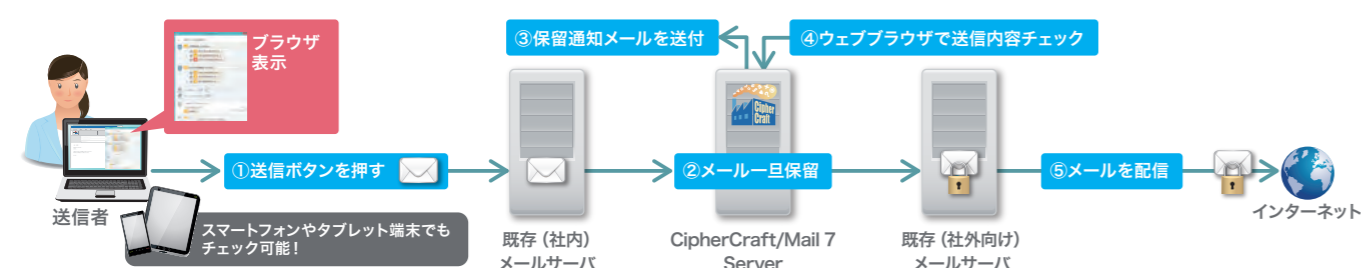 ブラウザ
表示
③保留通知メールを送付
④ウェブブラウザで送信内容チェック
Cipher
Craft
①送信ボタンを押す
②メール一旦保留
⑤メールを配信
送信者
スマートフォンやタブレット端末でも
チェック可能！
既存（社内）
メールサーバ
CipherCraft/Mail 7
Server
既存（社外向け）
メールサーバ
インターネット